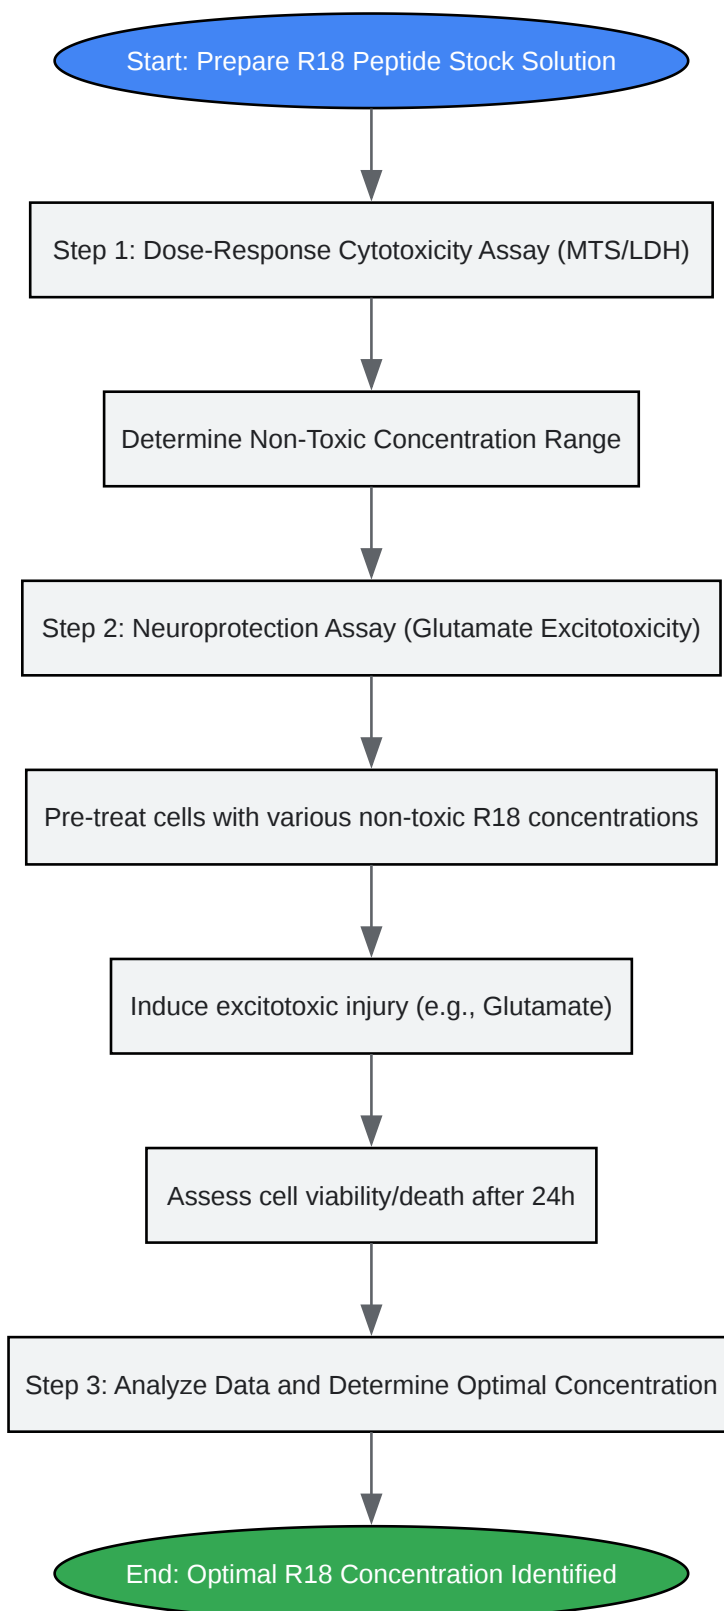 Start: Prepare R18 Peptide Stock Solution
Step 1: Dose-Response Cytotoxicity Assay (MTS/LDH)
Determine Non-Toxic Concentration Range
Step 2: Neuroprotection Assay (Glutamate Excitotoxicity)
Pre-treat cells with various non-toxic R18 concentrations
Induce excitotoxic injury (e.g., Glutamate)
Assess cell viability/death after 24h
Step 3: Analyze Data and Determine Optimal Concentration
End: Optimal R18 Concentration Identified